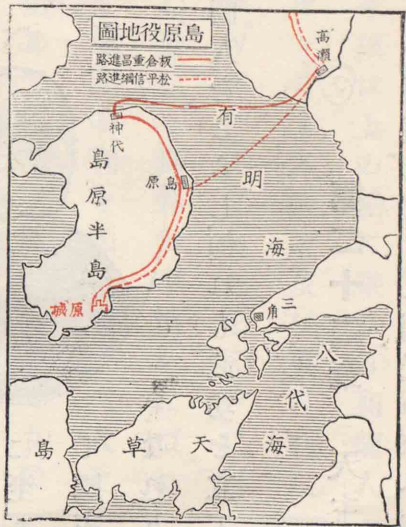 島原役地圖
板倉重昌進路
松平信綱進路
高瀬
有明海
神代
島原
島原半島
原城
三角
八代海
天草島